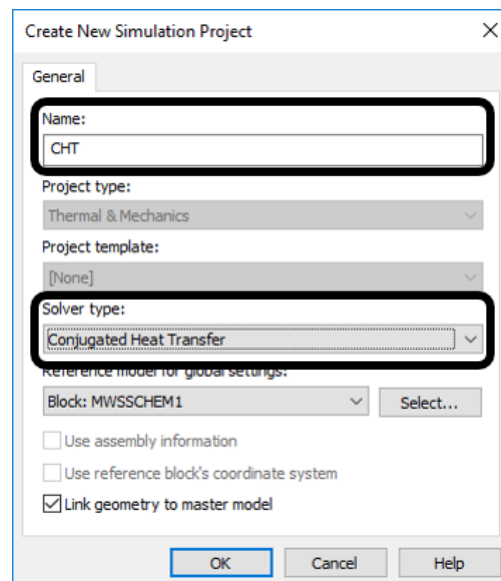 Create New Simulation Project
General
Name:
CHT
Project type:
Thermal & Mechanics
Project template:
[None]
Solver type:
Conjugated Heat Transfer
Reference model for global settings:
Block: MWSSCHEM1 Select...
Use assembly information
Use reference block's coordinate system
Link geometry to master model
OK Cancel Help